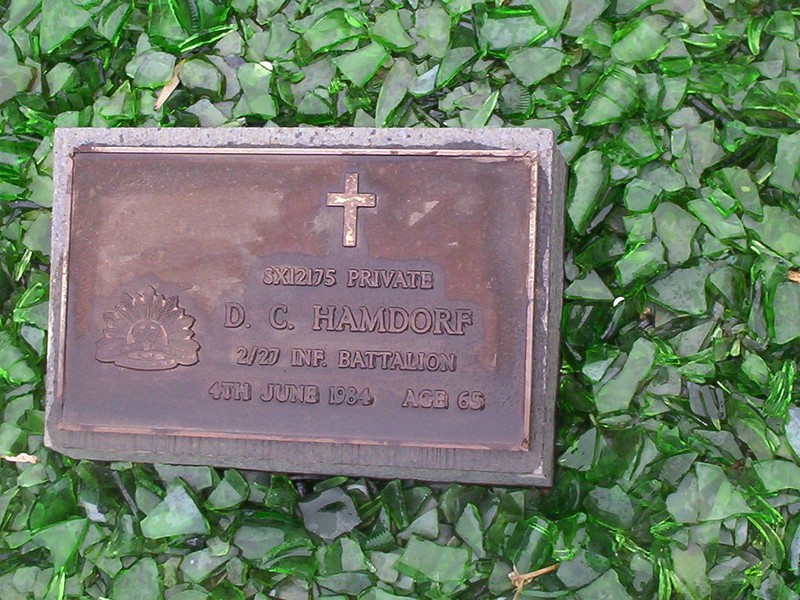 SX12175 PRIVATE
D. C. HAMDORF
2/27 INF. BATTALION
4TH JUNE 1984 AGE 65